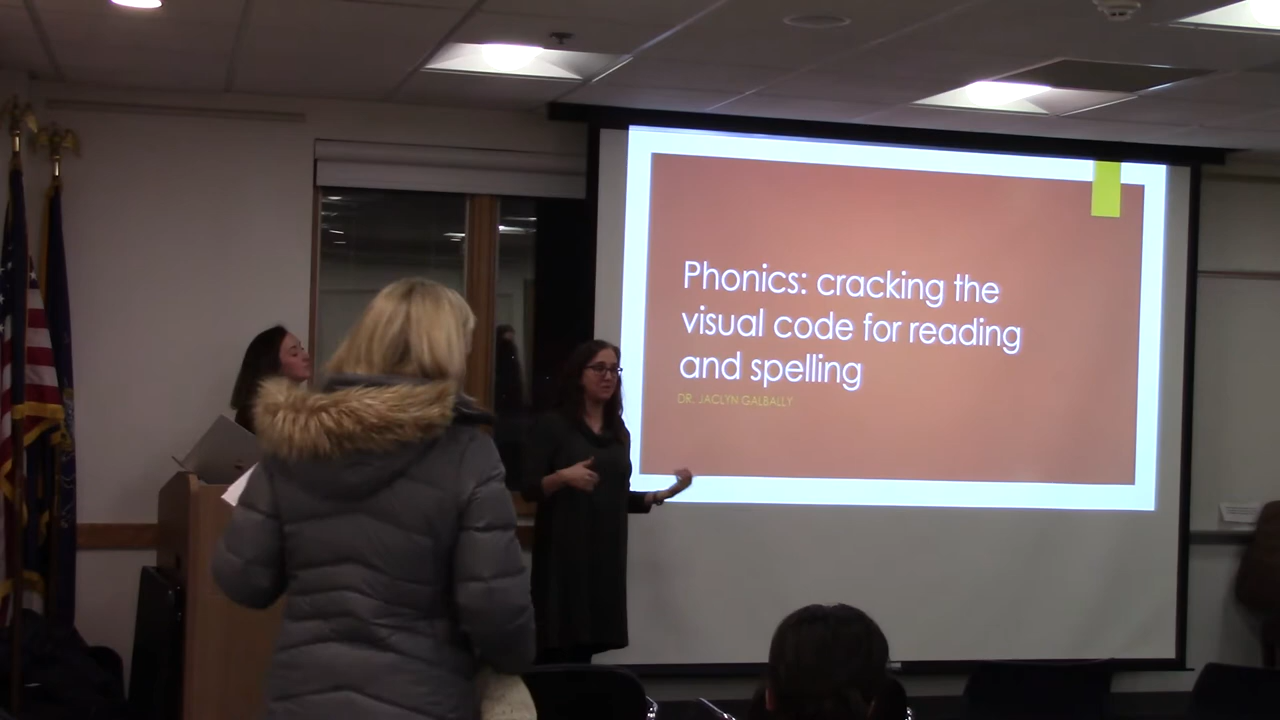 Phonics: cracking the
visual code for reading
and spelling
DR. JACLYN GALBALLY